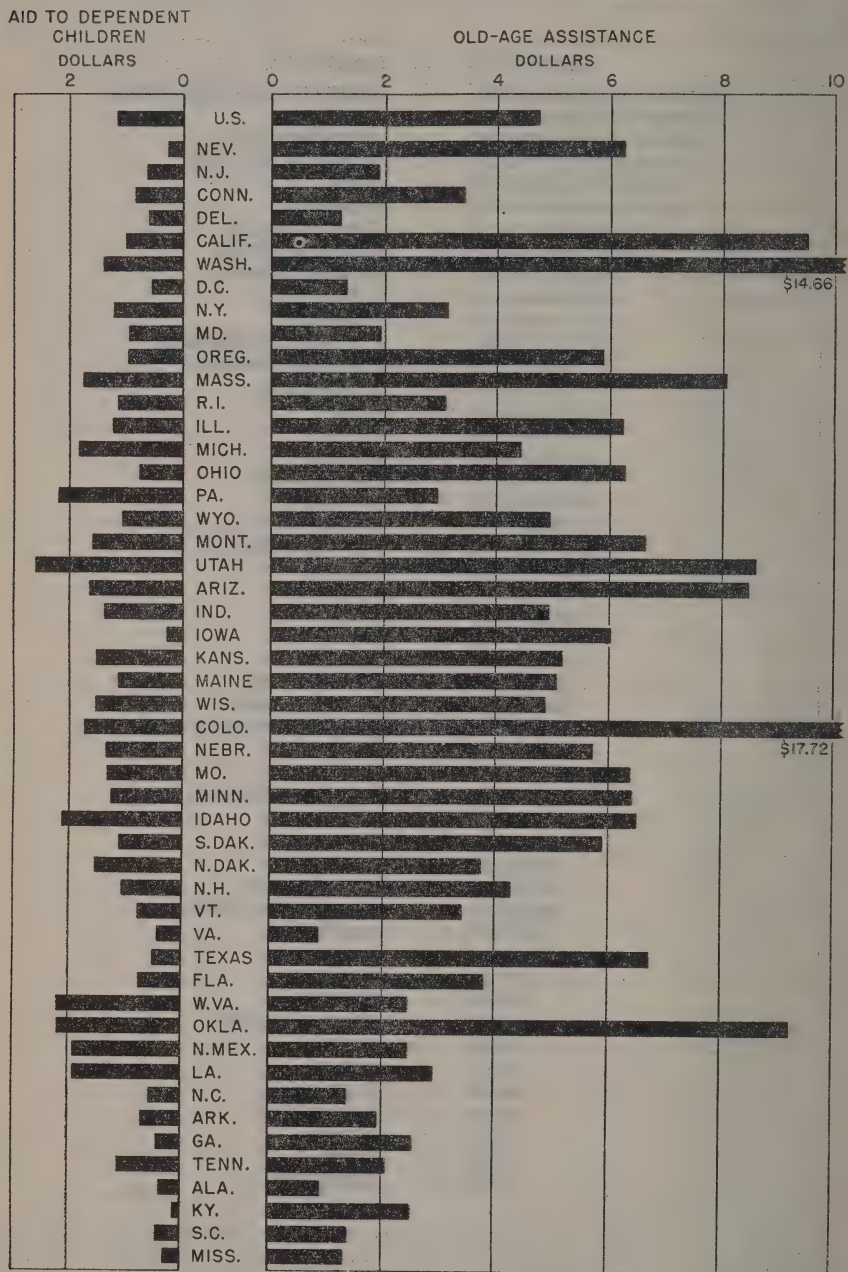 AID TO DEPENDENT
CHILDREN
DOLLARS
OLD-AGE ASSISTANCE
DOLLARS
2 0 0 2 4 6 8 10
U.S.
NEV.
N.J.
CONN.
DEL.
CALIF.
WASH.
$14.66
D.C.
N.Y.
MD.
OREG.
MASS.
R.I.
ILL.
MICH.
OHIO
PA.
WYO.
MONT.
UTAH
ARIZ.
IND.
IOWA
KANS.
MAINE
WIS.
COLO.
$17.72
NEBR.
MO.
MINN.
IDAHO
S.DAK.
N.DAK.
N.H.
VT.
VA.
TEXAS
FLA.
W.VA.
OKLA.
N.MEX.
LA.
N.C.
ARK.
GA.
TENN.
ALA.
KY.
S.C.
MISS.